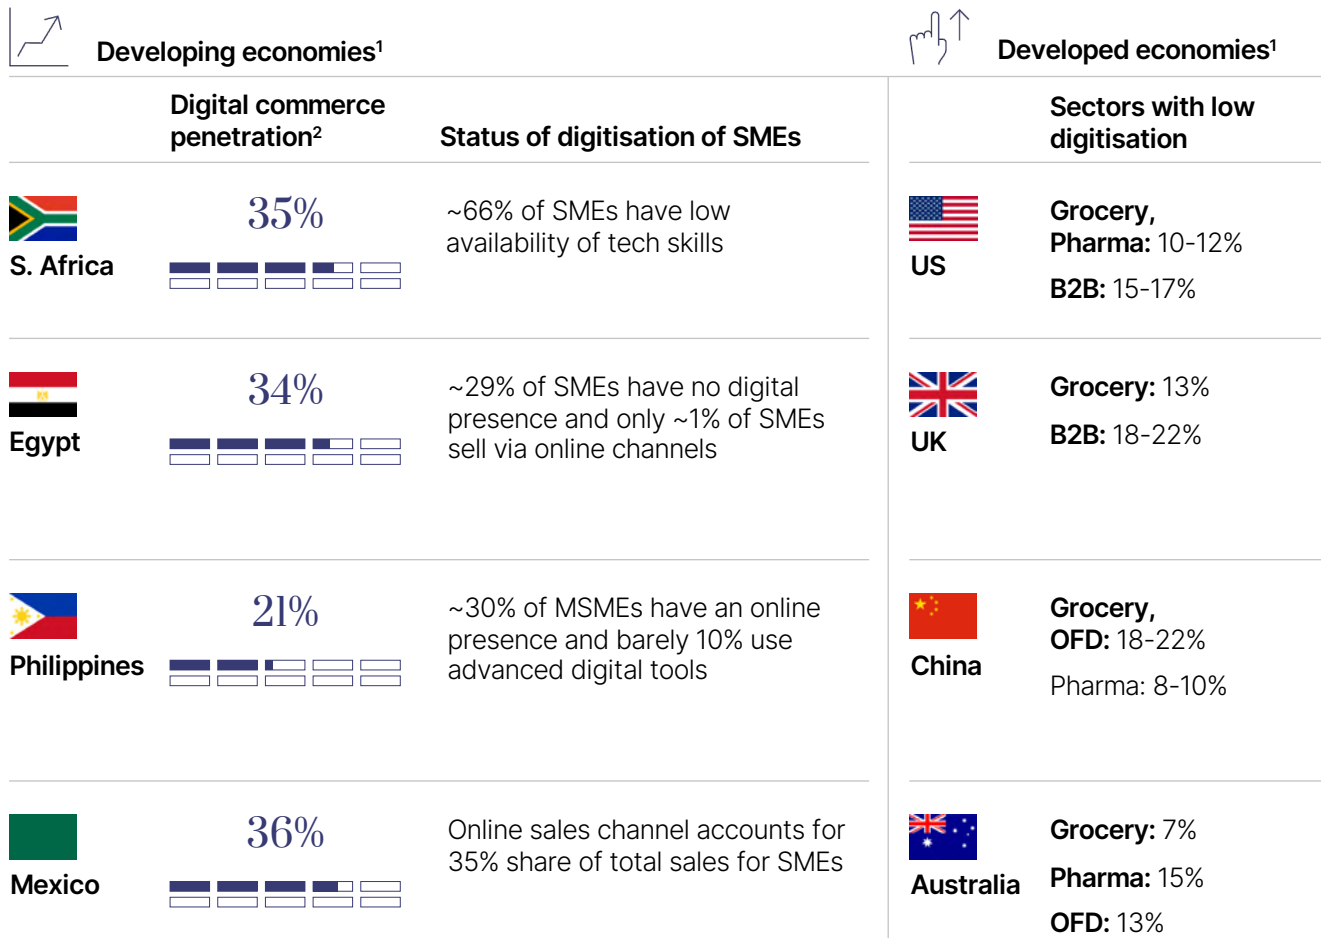 Developing economies¹
Digital commerce
penetration²
Status of digitisation of SMEs
S. Africa
35%
~66% of SMEs have low
availability of tech skills
Egypt
34%
~29% of SMEs have no digital
presence and only ~1% of SMEs
sell via online channels
Philippines
21%
~30% of MSMEs have an online
presence and barely 10% use
advanced digital tools
Mexico
36%
Online sales channel accounts for
35% share of total sales for SMEs
Developed economies¹
Sectors with low
digitisation
US
Grocery,
Pharma: 10-12%
B2B: 15-17%
UK
Grocery: 13%
B2B: 18-22%
China
Grocery,
OFD: 18-22%
Pharma: 8-10%
Australia
Grocery: 7%
Pharma: 15%
OFD: 13%